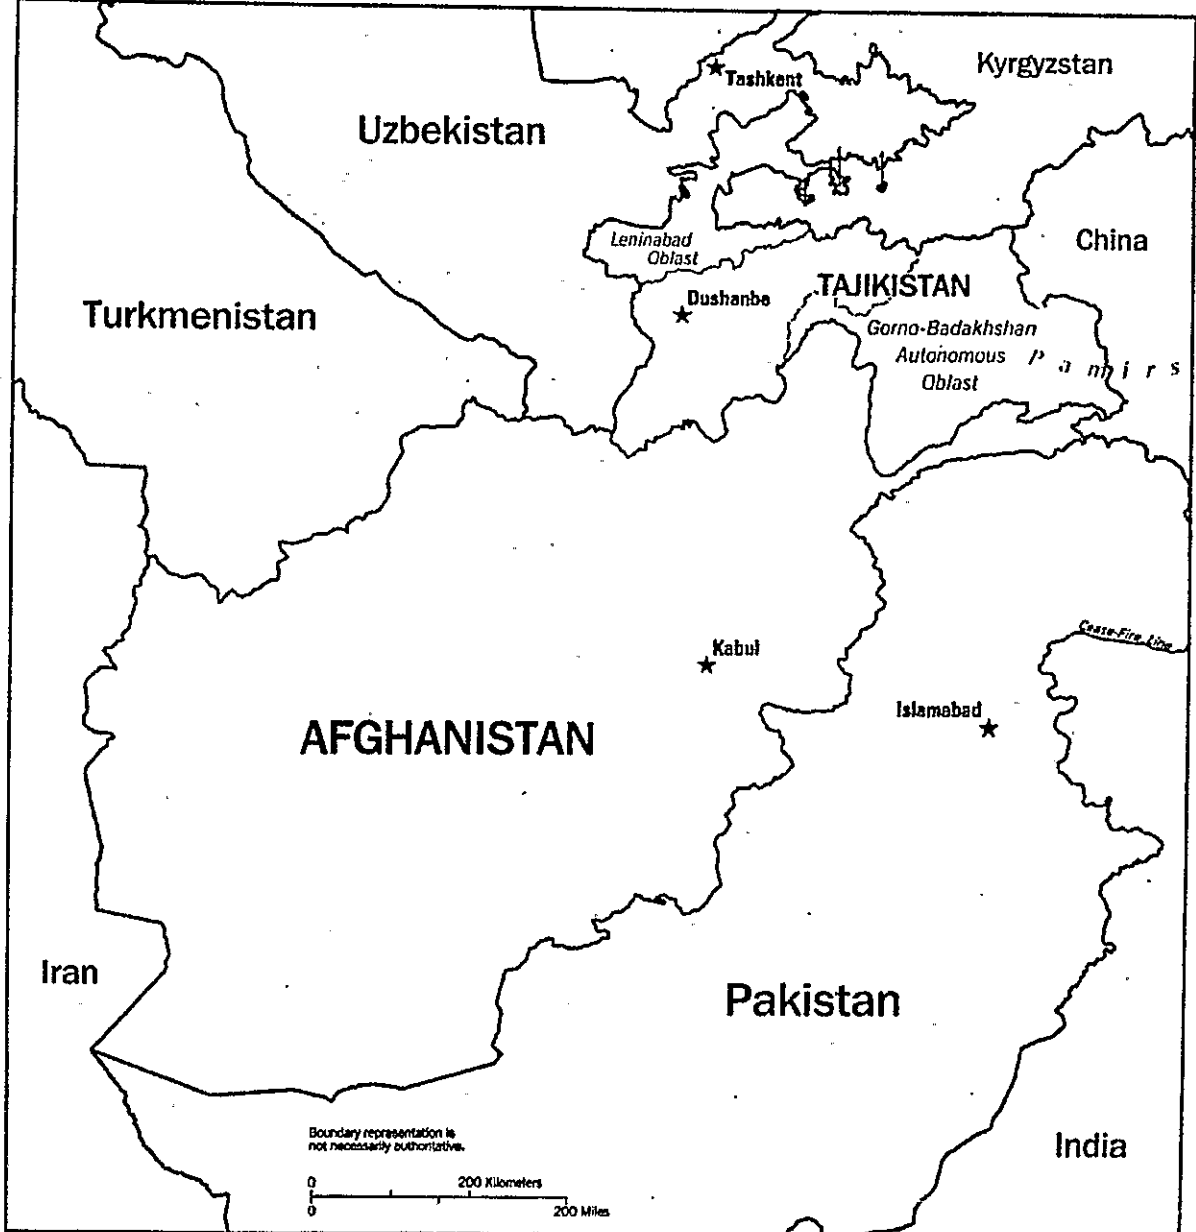 Kyrgyzstan
Tashkent
Uzbekistan
China
Leninabad
Oblast
TAJIKISTAN
Dushanbe
Turkmenistan
Gorno-Badakhshan
Autonomous
Oblast
Pamirs
Cease-Fire Line
Kabul
Islamabad
AFGHANISTAN
Iran
Pakistan
Boundary representation is
not necessarily authoritative.
India
0 200 Kilometers
0 200 Miles